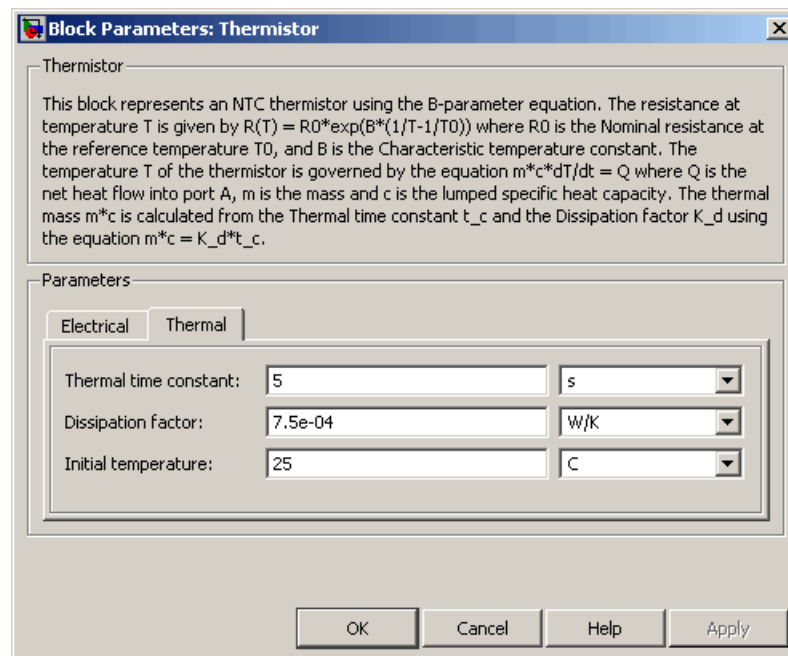 Block Parameters: Thermistor
Thermistor
This block represents an NTC thermistor using the B-parameter equation. The resistance at
temperature T is given by R(T) = R0*exp(B*(1/T-1/T0)) where R0 is the Nominal resistance at
the reference temperature T0, and B is the Characteristic temperature constant. The
temperature T of the thermistor is governed by the equation m*c*dT/dt = Q where Q is the
net heat flow into port A, m is the mass and c is the lumped specific heat capacity. The thermal
mass m*c is calculated from the Thermal time constant t_c and the Dissipation factor K_d using
the equation m*c = K_d*t_c.
Parameters
Electrical Thermal
Thermal time constant: 5 s
Dissipation factor: 7.5e-04 W/K
Initial temperature: 25 C
OK Cancel Help Apply